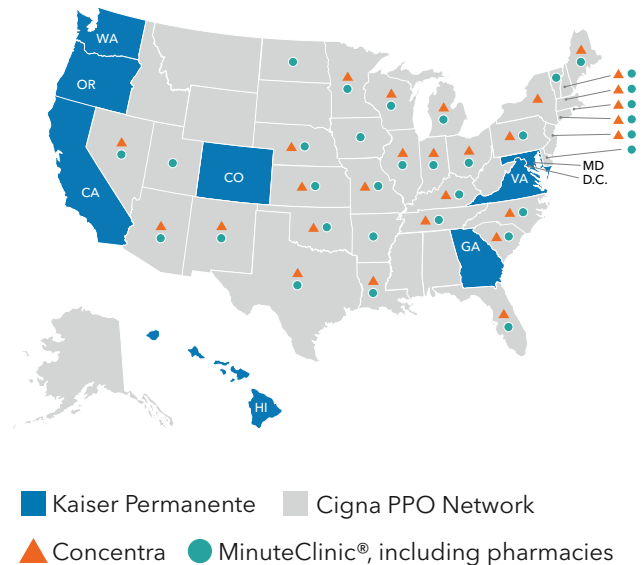 WA
OR
CA
CO
MD
VA
D.C.
GA
HI
Kaiser Permanente
Cigna PPO Network
Concentra
MinuteClinic®, including pharmacies